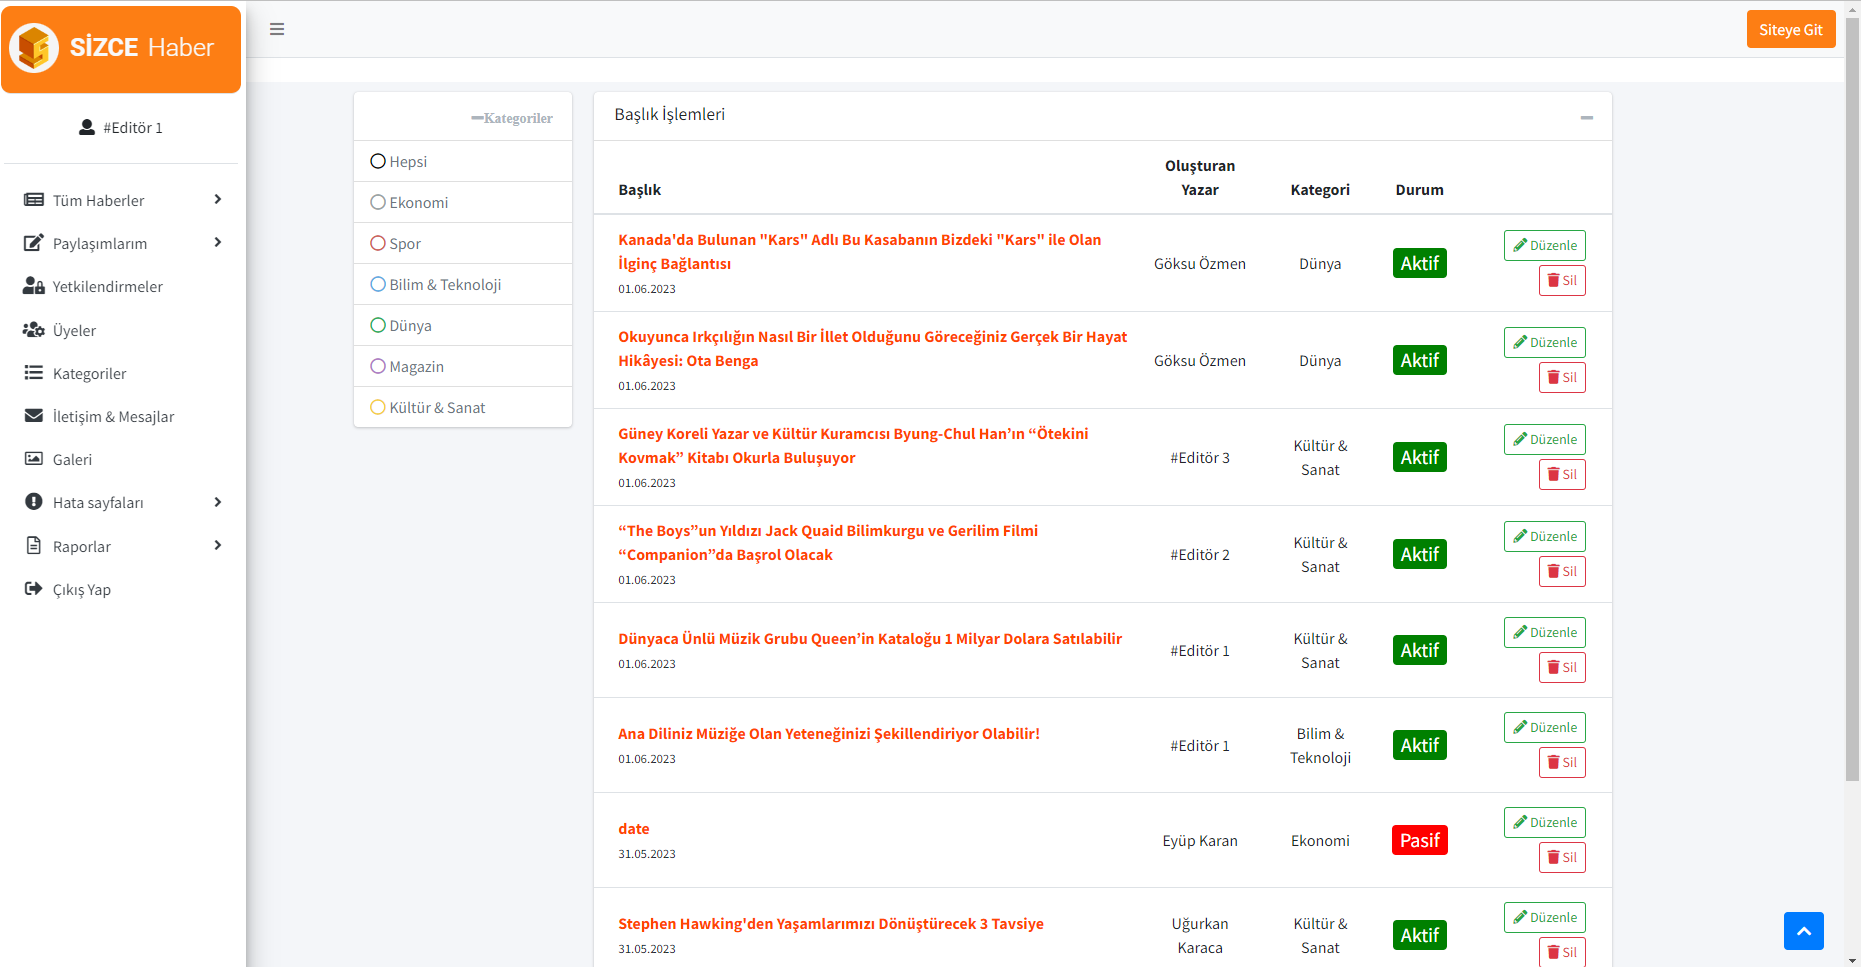 SİZCE Haber
Siteye Git
#Editör 1
Tüm Haberler
Paylaşımlarım
Yetkilendirmeler
Üyeler
Kategoriler
İletişim & Mesajlar
Galeri
Hata sayfaları
Raporlar
Çıkış Yap
Kategoriler
Hepsi
Ekonomi
Spor
Bilim & Teknoloji
Dünya
Magazin
Kültür & Sanat
Başlık İşlemleri
Oluşturan
Başlık Yazar Kategori Durum
Kanada'da Bulunan "Kars" Adlı Bu Kasabanın Bizdeki "Kars" ile Olan
İlginç Bağlantısı
01.06.2023
Göksu Özmen
Dünya
Aktif
Düzenle
Sil
Okuyunca Irkçılığın Nasıl Bir İllet Olduğunu Göreceğiniz Gerçek Bir Hayat
Hikâyesi: Ota Benga
01.06.2023
Göksu Özmen
Dünya
Aktif
Düzenle
Sil
Güney Koreli Yazar ve Kültür Kuramcısı Byung-Chul Han’ın “Ötekini
Kovmak” Kitabı Okurla Buluşuyor
01.06.2023
#Editör 3
Kültür &
Sanat
Aktif
Düzenle
Sil
“The Boys”un Yıldızı Jack Quaid Bilimkurgu ve Gerilim Filmi
“Companion”da Başrol Olacak
01.06.2023
#Editör 2
Kültür &
Sanat
Aktif
Düzenle
Sil
Dünyaca Ünlü Müzik Grubu Queen’in Kataloğu 1 Milyar Dolara Satılabilir
01.06.2023
#Editör 1
Kültür &
Sanat
Aktif
Düzenle
Sil
Ana Diliniz Müziğe Olan Yeteneğinizi Şekillendiriyor Olabilir!
01.06.2023
#Editör 1
Bilim &
Teknoloji
Aktif
Düzenle
Sil
date
31.05.2023
Eyüp Karan
Ekonomi
Pasif
Düzenle
Sil
Stephen Hawking'den Yaşamlarımızı Dönüştürecek 3 Tavsiye
31.05.2023
Uğurkan
Karaca
Kültür &
Sanat
Aktif
Düzenle
Sil